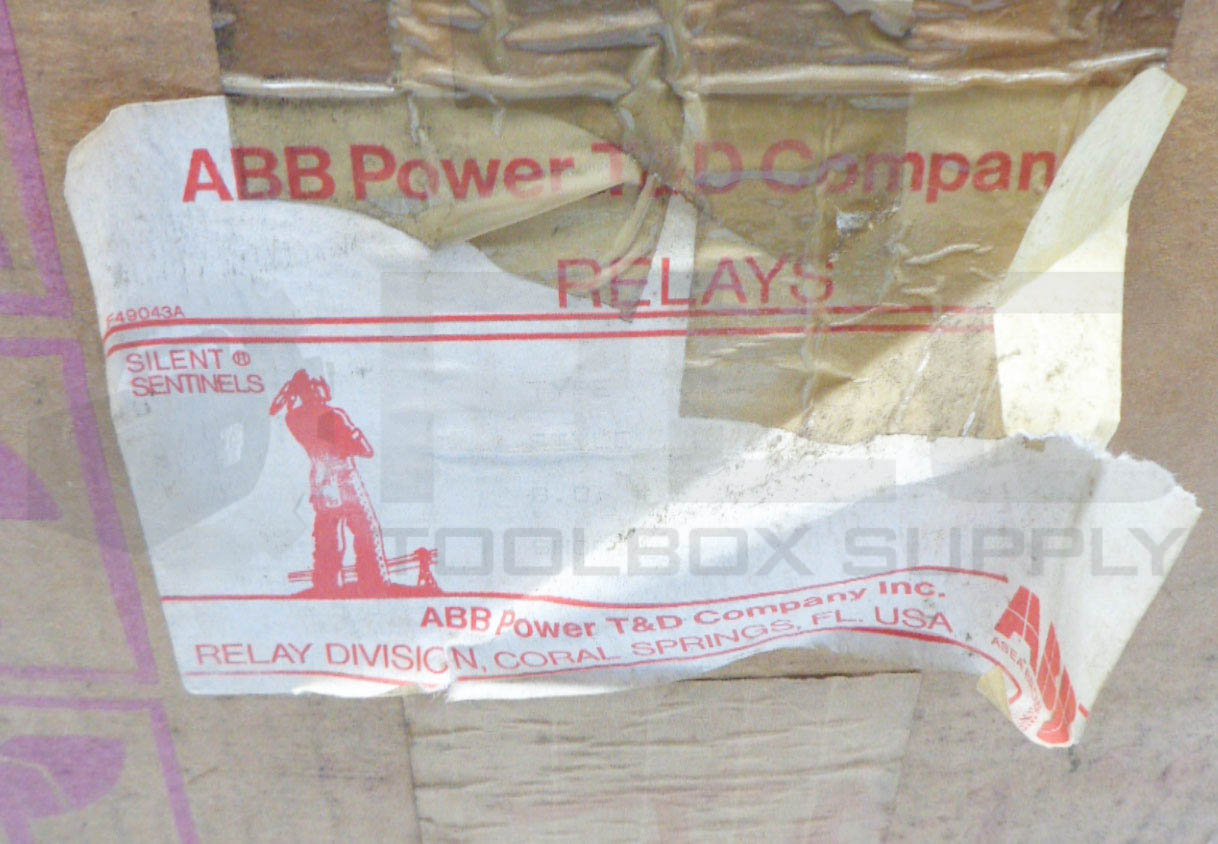 ABB Power T&D Compan
RELAYS
F49043A
SILENT ®
SENTINELS
B.O.
TOOLBOX SUPPLY
ABB Power T&D Company Inc.
RELAY DIVISION, CORAL SPRINGS, FL. USA
ABB
ASEA